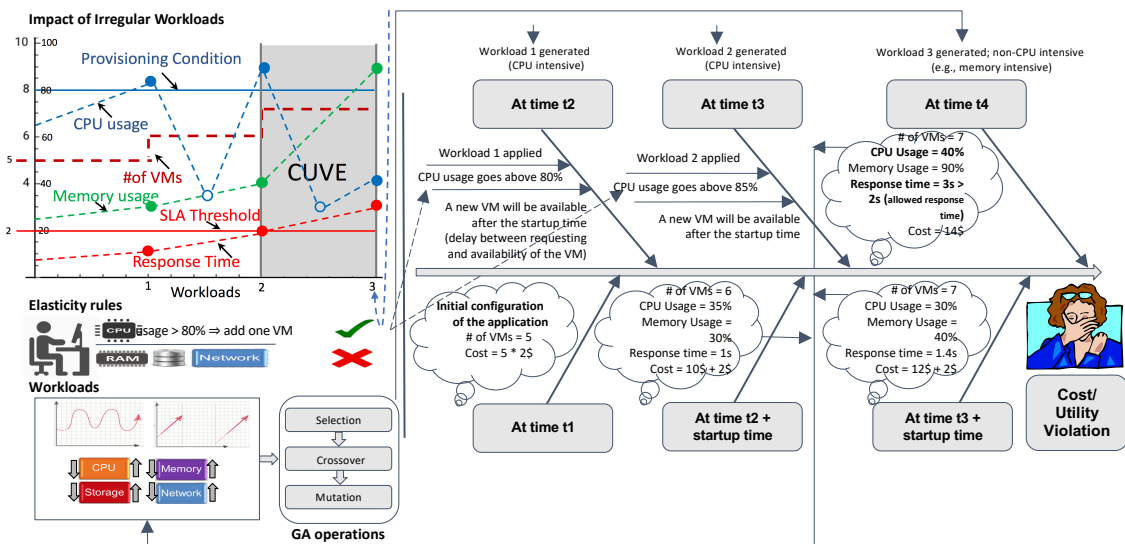 Impact of Irregular Workloads
10
100
Provisioning Condition
8
80
CPU usage
6
60
5
#of VMs
CUVE
4
40
Memory usage
SLA Threshold
2
20
Response Time
1
2
3
Workloads
Elasticity rules
CPU
usage > 80% ⇒ add one VM
RAM
Network
Workloads
CPU
Memory
Storage
Network
Selection
Crossover
Mutation
GA operations
Workload 1 generated
(CPU intensive)
At time t2
Workload 1 applied
CPU usage goes above 80%
A new VM will be available
after the startup time
(delay between requesting
and availability of the VM)
Workload 2 generated
(CPU intensive)
At time t3
Workload 2 applied
CPU usage goes above 85%
A new VM will be available
after the startup time
Workload 3 generated; non-CPU intensive
(e.g., memory intensive)
At time t4
# of VMs = 7
CPU Usage = 40%
Memory Usage = 90%
Response time = 3s >
2s (allowed response
time)
Cost = 14$
Initial configuration
of the application
# of VMs = 5
Cost = 5 * 2$
At time t1
# of VMs = 6
CPU Usage = 35%
Memory Usage =
30%
Response time = 1s
Cost = 10$ + 2$
At time t2 +
startup time
# of VMs = 7
CPU Usage = 30%
Memory Usage =
40%
Response time = 1.4s
Cost = 12$ + 2$
At time t3 +
startup time
Cost/
Utility
Violation